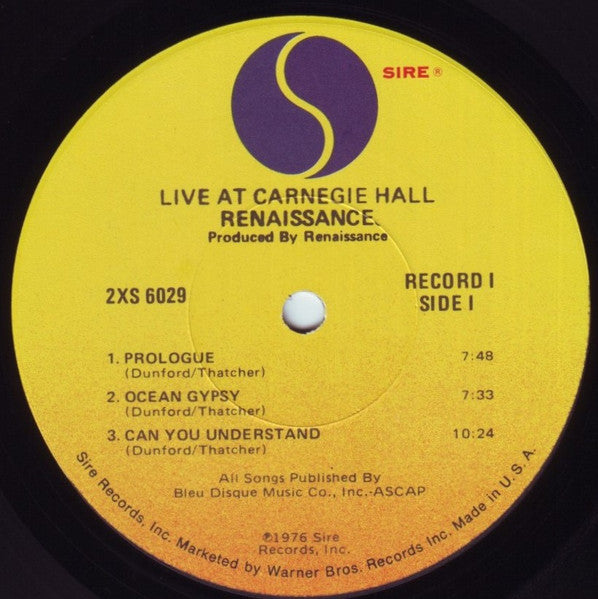 SIRE ®
LIVE AT CARNEGIE HALL
RENAISSANCE
Produced By Renaissance
2XS 6029
RECORD I
SIDE I
1. PROLOGUE 7:48
(Dunford/Thatcher)
2. OCEAN GYPSY 7:33
(Dunford/Thatcher)
3. CAN YOU UNDERSTAND 10:24
(Dunford/Thatcher)
All Songs Published By
Bleu Disque Music Co., Inc.-ASCAP
℗1976 Sire
Records, Inc.
Sire Records, Inc. Marketed by Warner Bros. Records Inc. Made in U.S.A.